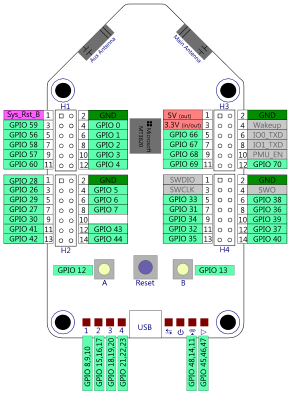 Aux Antenna
Main Antenna
H1
H3
Sys_Rst_B 1 2 GND
GPIO 59 3 4 GPIO 0
GPIO 56 5 6 GPIO 1
GPIO 58 7 8 GPIO 2
GPIO 57 9 10 GPIO 3
GPIO 60 11 12 GPIO 4
Microsoft
MT3620
5V (out) 1 2 GND
3.3V (in/out) 3 4 Wakeup
GPIO 66 5 6 IO0_TXD
GPIO 67 7 8 IO1_TXD
GPIO 68 9 10 PMU_EN
GPIO 69 11 12 GPIO 70
GPIO 28 1 2 GND
GPIO 26 3 4 GPIO 5
GPIO 29 5 6 GPIO 6
GPIO 27 7 8 GPIO 7
GPIO 30 9 10
GPIO 41 11 12 GPIO 43
GPIO 42 13 14 GPIO 44
H2
SWDIO 1 2 GND
SWCLK 3 4 SWO
GPIO 33 5 6 GPIO 38
GPIO 31 7 8 GPIO 36
GPIO 34 9 10 GPIO 39
GPIO 32 11 12 GPIO 37
GPIO 35 13 14 GPIO 40
H4
GPIO 12
A
Reset
B
GPIO 13
1 2 3 4
USB
GPIO 8,9,10
GPIO 15,16,17
GPIO 18,19,20
GPIO 21,22,23
GPIO 48,14,11
GPIO 45,46,47